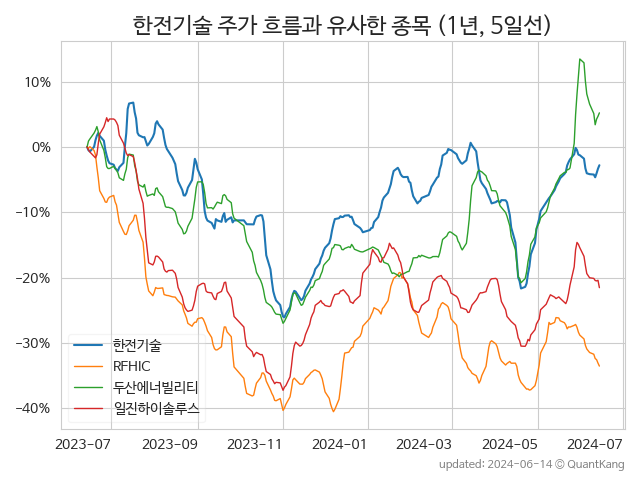 한전기술 주가 흐름과 유사한 종목 (1년, 5일선)
10%
0%
−10%
−20%
−30%
−40%
한전기술
RFHIC
두산에너빌리티
일진하이솔루스
2023-07
2023-09
2023-11
2024-01
2024-03
2024-05
2024-07
updated: 2024-06-14 © QuantKang